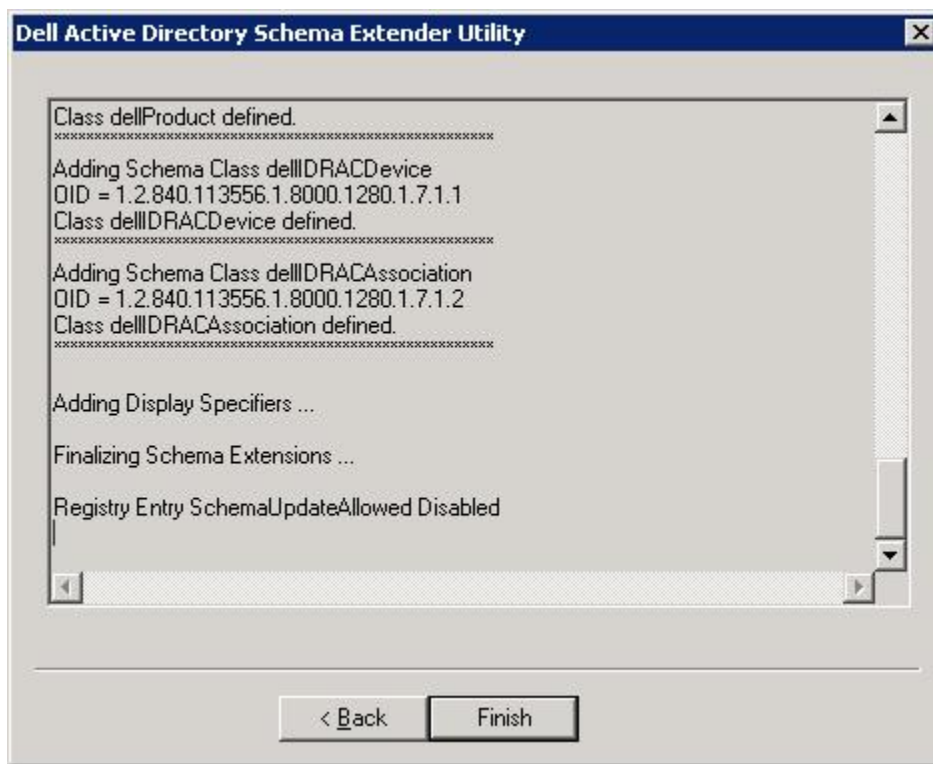 Dell Active Directory Schema Extender Utility
Class dellProduct defined.
Adding Schema Class dellIDRACDevice
OID = 1.2.840.113556.1.8000.1280.1.7.1.1
Class dellIDRACDevice defined.
Adding Schema Class dellIDRACAssociation
OID = 1.2.840.113556.1.8000.1280.1.7.1.2
Class dellIDRACAssociation defined.
Adding Display Specifiers ...
Finalizing Schema Extensions ...
Registry Entry SchemaUpdateAllowed Disabled
< Back
Finish